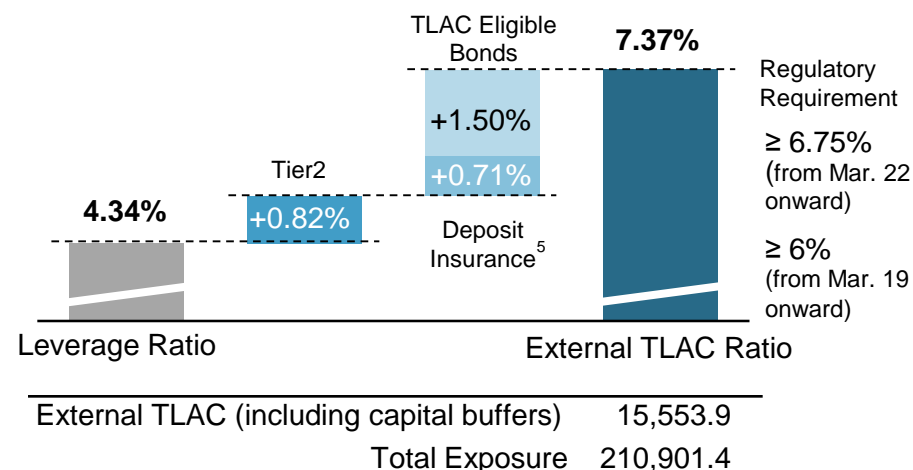 TLAC Eligible
Bonds
7.37%
Regulatory
Requirement
+1.50%
≥ 6.75%
(from Mar. 22
onward)
Tier2
+0.71%
4.34%
+0.82%
Deposit
Insurance5
≥ 6%
(from Mar. 19
onward)
Leverage Ratio
External TLAC Ratio
External TLAC (including capital buffers) 15,553.9
Total Exposure 210,901.4